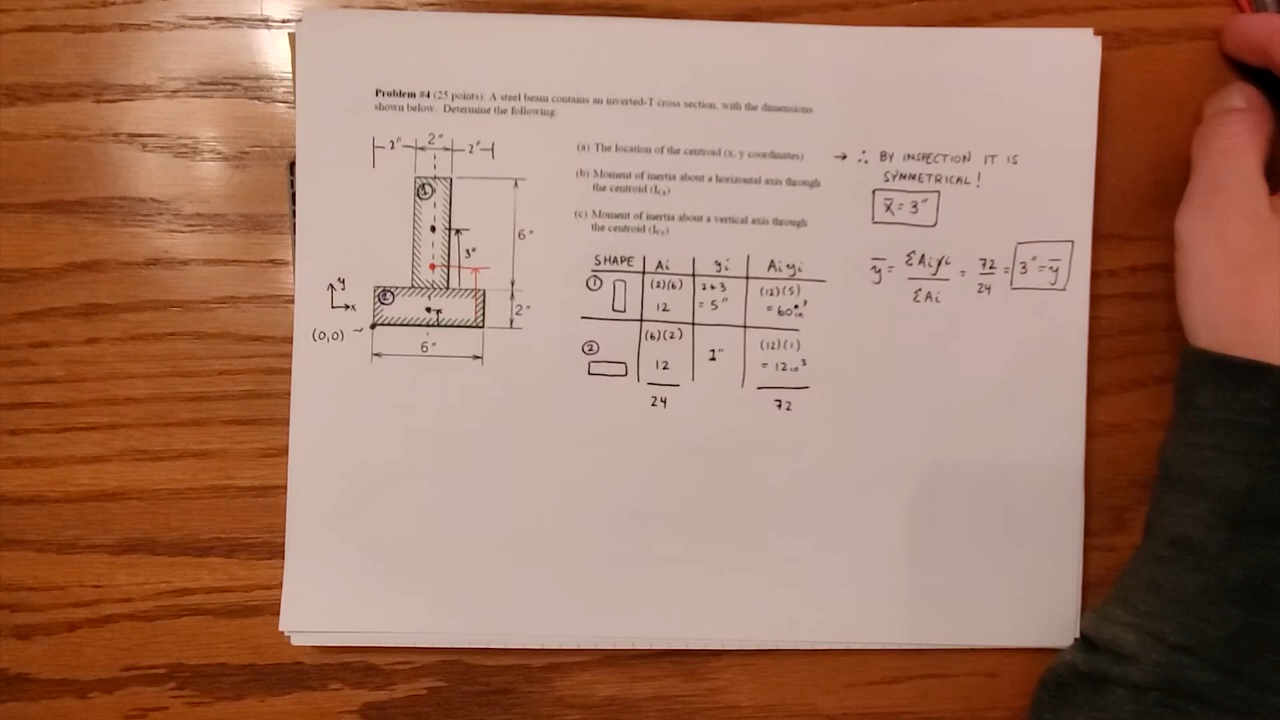 Problem #4 (25 points): A steel beam contains an inverted-T cross section, with the dimensions
shown below. Determine the following:
2" 2" 2"
(a) The location of the centroid (x, y coordinates)
(b) Moment of inertia about a horizontal axis through
the centroid (Icx)
(c) Moment of inertia about a vertical axis through
the centroid (Icy)
→ ∴ BY INSPECTION IT IS
SYMMETRICAL!
x̄ = 3"
①
6"
3"
y
x
②
2"
(0,0)
6"
SHAPE Ai yi Aiyi
① (2)(6) 2+3 (12)(5)
12 = 5" = 60in³
② (6)(2) 1" (12)(1)
12 = 12in³
24 72
ȳ = ΣAiyi / ΣAi = 72 / 24 = 3" = ȳ